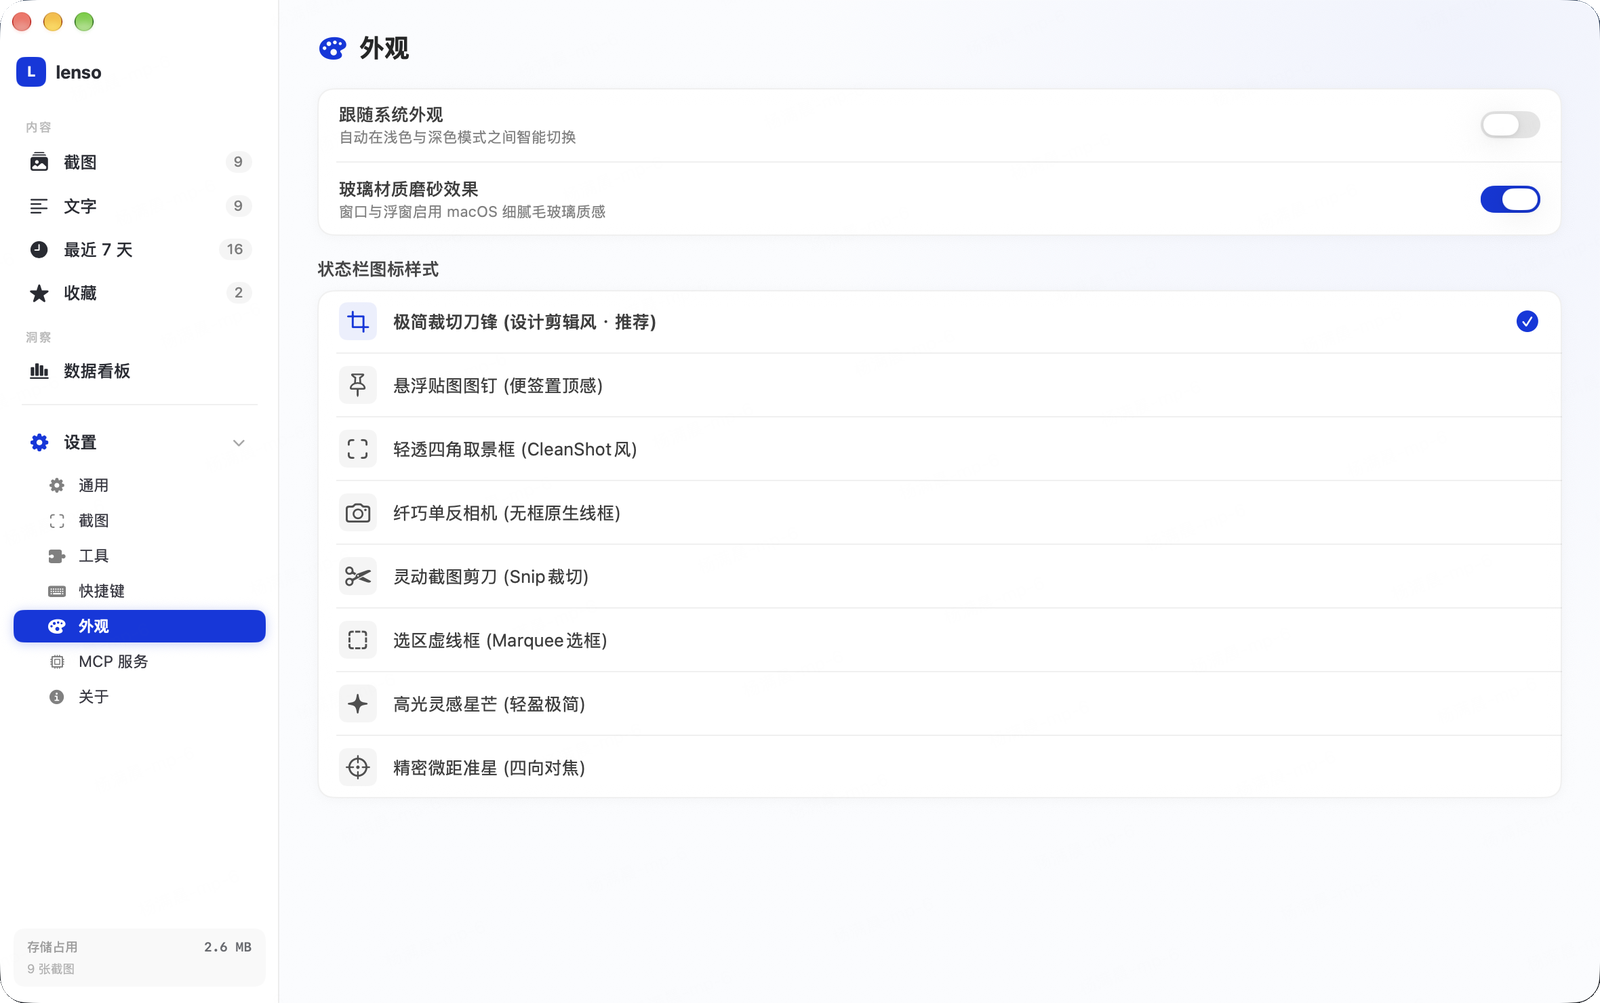 L lenso
内容
截图 9
文字 9
最近 7 天 16
收藏 2
洞察
数据看板
设置
通用
截图
工具
快捷键
外观
MCP 服务
关于
存储占用 2.6 MB
9 张截图
外观
跟随系统外观
自动在浅色与深色模式之间智能切换
玻璃材质磨砂效果
窗口与浮窗启用 macOS 细腻毛玻璃质感
状态栏图标样式
极简裁切刀锋 (设计剪辑风 · 推荐)
悬浮贴图图钉 (便签置顶感)
轻透四角取景框 (CleanShot 风)
纤巧单反相机 (无框原生线框)
灵动截图剪刀 (Snip 裁切)
选区虚线框 (Marquee 选框)
高光灵感星芒 (轻盈极简)
精密微距准星 (四向对焦)